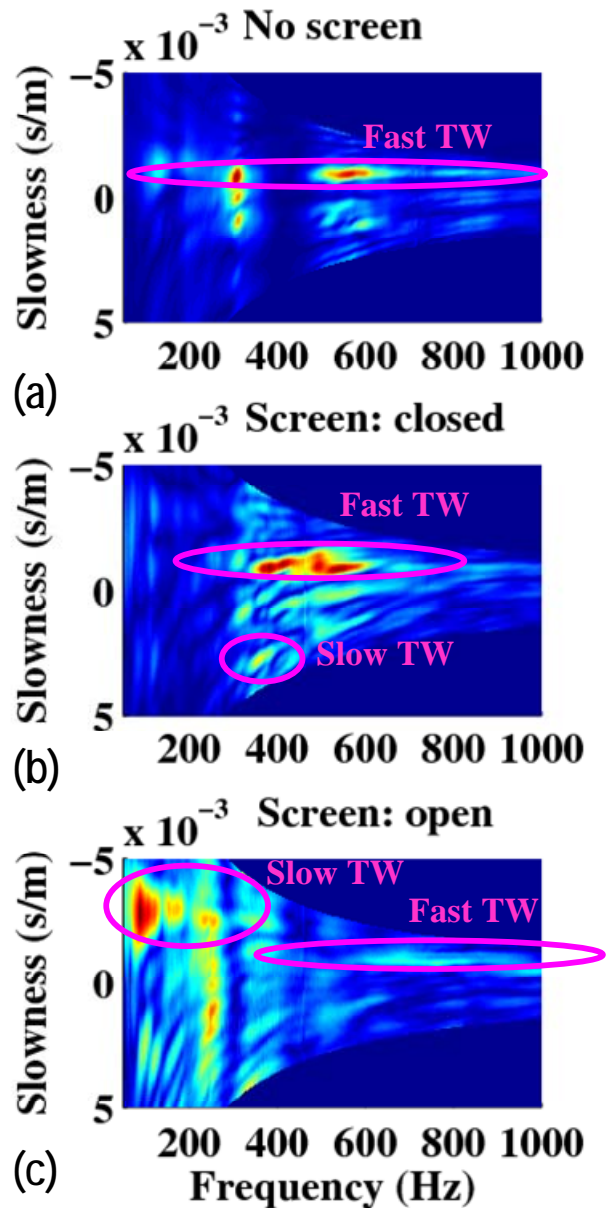 x 10⁻³ No screen
−5
Fast TW
0
5
Slowness (s/m)
200 400 600 800 1000
(a)
x 10⁻³ Screen: closed
−5
Fast TW
0
Slow TW
5
Slowness (s/m)
200 400 600 800 1000
(b)
x 10⁻³ Screen: open
−5
Slow TW
Fast TW
0
5
Slowness (s/m)
200 400 600 800 1000
(c)
Frequency (Hz)